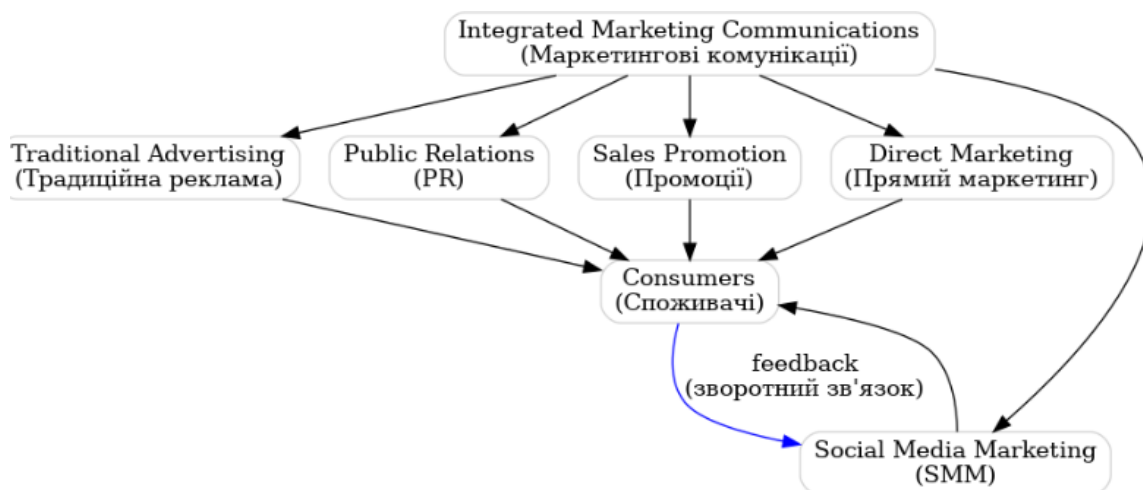 Integrated Marketing Communications
(Маркетингові комунікації)
Traditional Advertising
(Традиційна реклама)
Public Relations
(PR)
Sales Promotion
(Промоції)
Direct Marketing
(Прямий маркетинг)
Consumers
(Споживачі)
feedback
(зворотний зв'язок)
Social Media Marketing
(SMM)